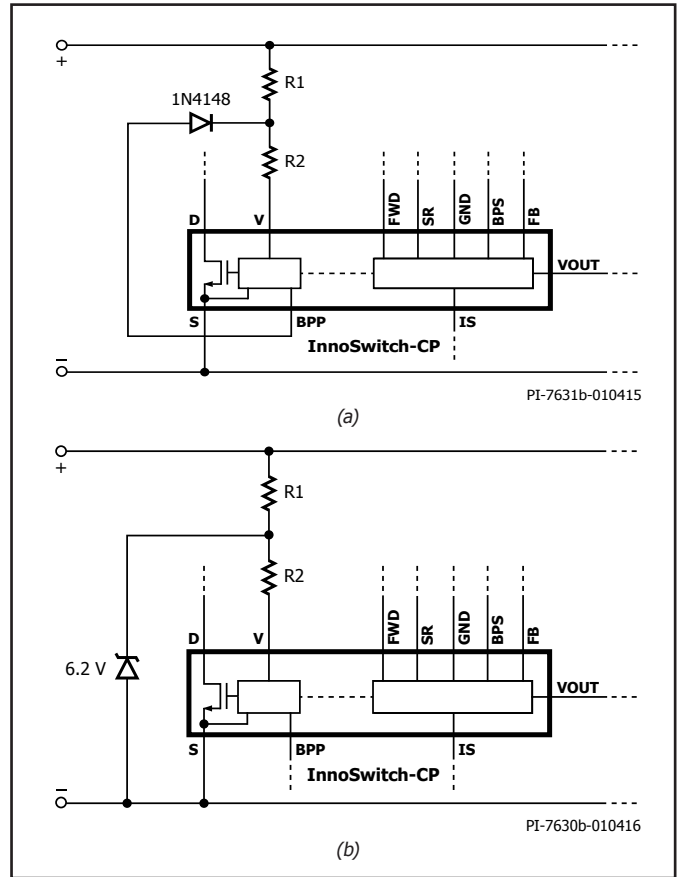 +
R1
1N4148
R2
D V FWD SR GND BPS FB
VOUT
S BPP IS
InnoSwitch-CP
−
PI-7631b-010415
(a)
+
R1
R2
D V FWD SR GND BPS FB
6.2 V
VOUT
S BPP IS
InnoSwitch-CP
−
PI-7630b-010416
(b)